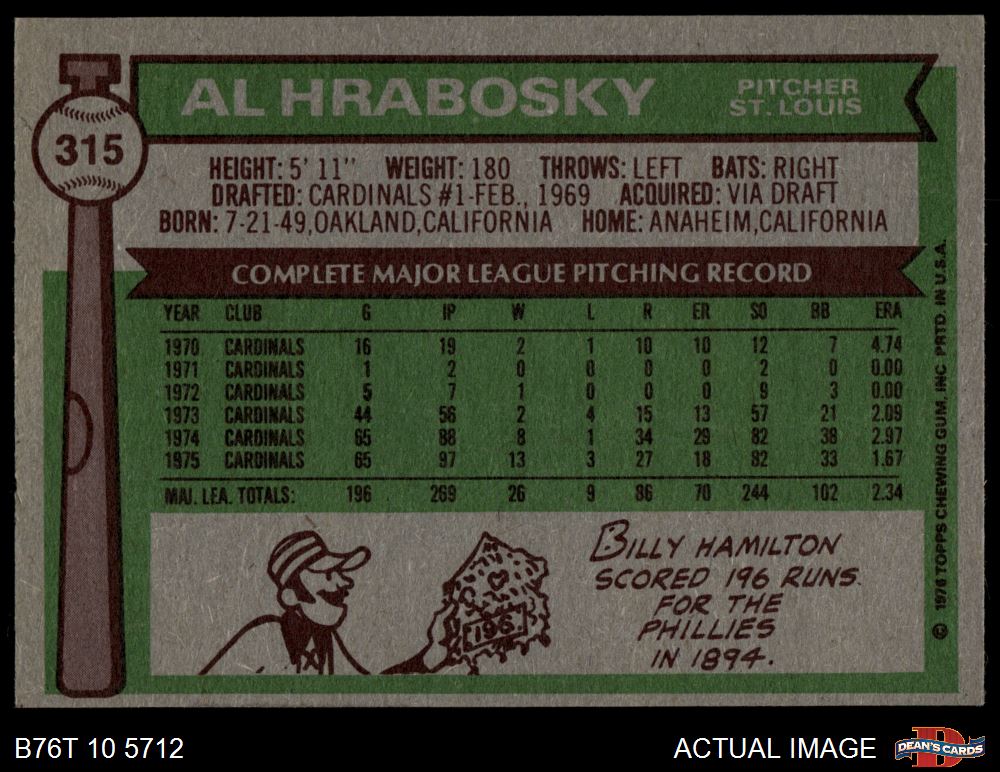 315
AL HRABOSKY
PITCHER
ST. LOUIS
HEIGHT: 5' 11" WEIGHT: 180 THROWS: LEFT BATS: RIGHT
DRAFTED: CARDINALS #1-FEB., 1969 ACQUIRED: VIA DRAFT
BORN: 7-21-49, OAKLAND, CALIFORNIA HOME: ANAHEIM, CALIFORNIA
COMPLETE MAJOR LEAGUE PITCHING RECORD
YEAR CLUB G IP W L R ER SO BB ERA
1970 CARDINALS 16 19 2 1 10 10 12 7 4.74
1971 CARDINALS 1 2 0 0 0 0 2 0 0.00
1972 CARDINALS 5 7 1 0 0 0 9 3 0.00
1973 CARDINALS 44 56 2 4 15 13 57 21 2.09
1974 CARDINALS 65 88 8 1 34 29 82 38 2.97
1975 CARDINALS 65 97 13 3 27 18 82 33 1.67
MAJ. LEA. TOTALS: 196 269 26 9 86 70 244 102 2.34
196
BILLY HAMILTON
SCORED 196 RUNS
FOR THE
PHILLIES
IN 1894.
© 1976 TOPPS CHEWING GUM, INC PRTD. IN U.S.A.
B76T 10 5712
ACTUAL IMAGE
D
DEAN'S CARDS